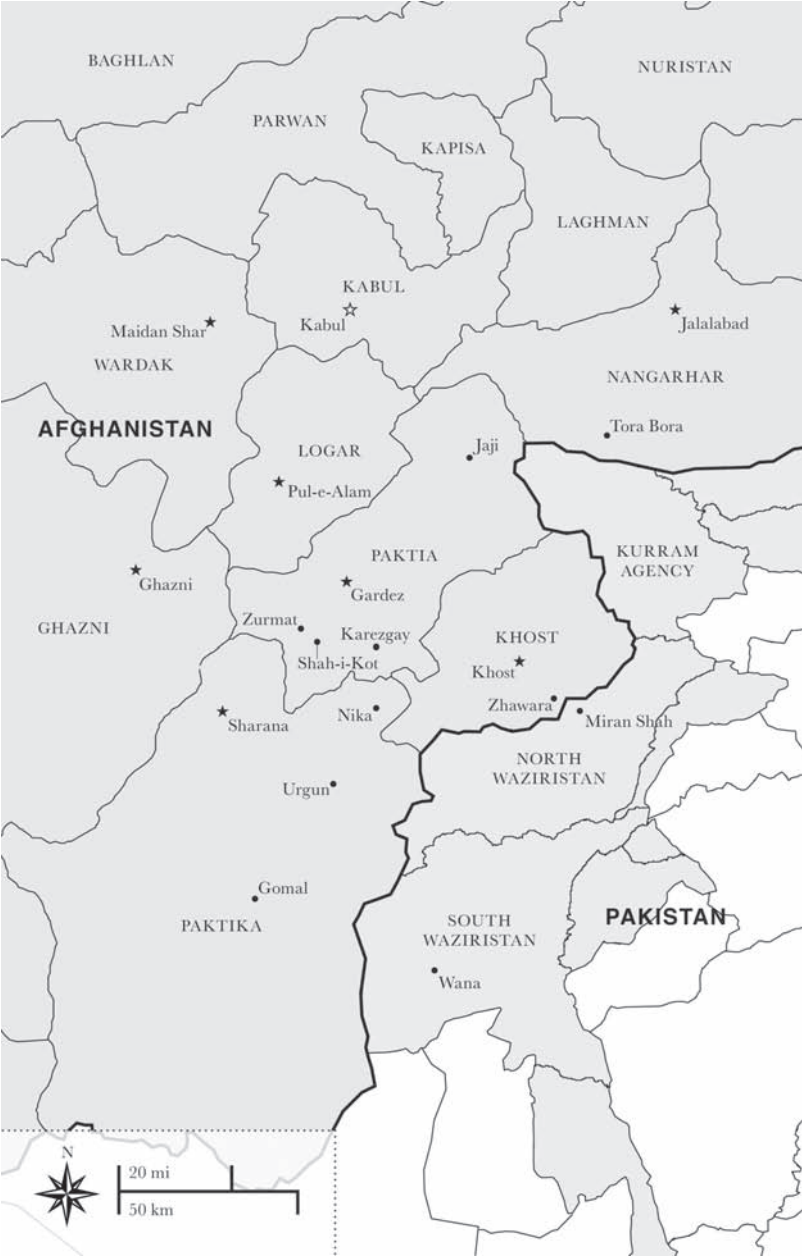 BAGHLAN
NURISTAN
PARWAN
KAPISA
LAGHMAN
KABUL
Kabul
Maidan Shar
Jalalabad
WARDAK
NANGARHAR
AFGHANISTAN
Tora Bora
LOGAR
Jaji
Pul-e-Alam
PAKTIA
KURRAM
AGENCY
Ghazni
Gardez
GHAZNI
Zurmat
Karezgay
KHOST
Shah-i-Kot
Khost
Zhawara
Sharana
Nika
Miran Shah
NORTH
WAZIRISTAN
Urgun
Gomal
PAKTIKA
SOUTH
WAZIRISTAN
PAKISTAN
Wana
N
20 mi
50 km